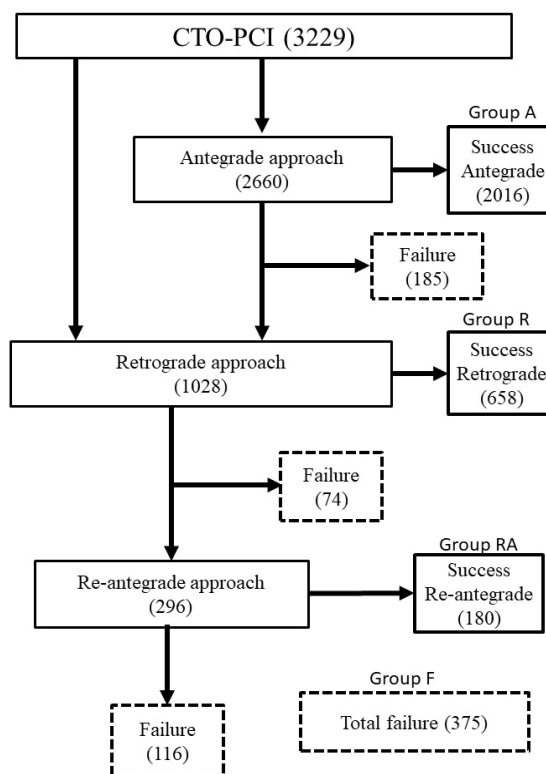 CTO-PCI (3229)
Group A
Antegrade approach
(2660)
Success
Antegrade
(2016)
Failure
(185)
Group R
Retrograde approach
(1028)
Success
Retrograde
(658)
Failure
(74)
Group RA
Re-antegrade approach
(296)
Success
Re-antegrade
(180)
Group F
Failure
(116)
Total failure (375)